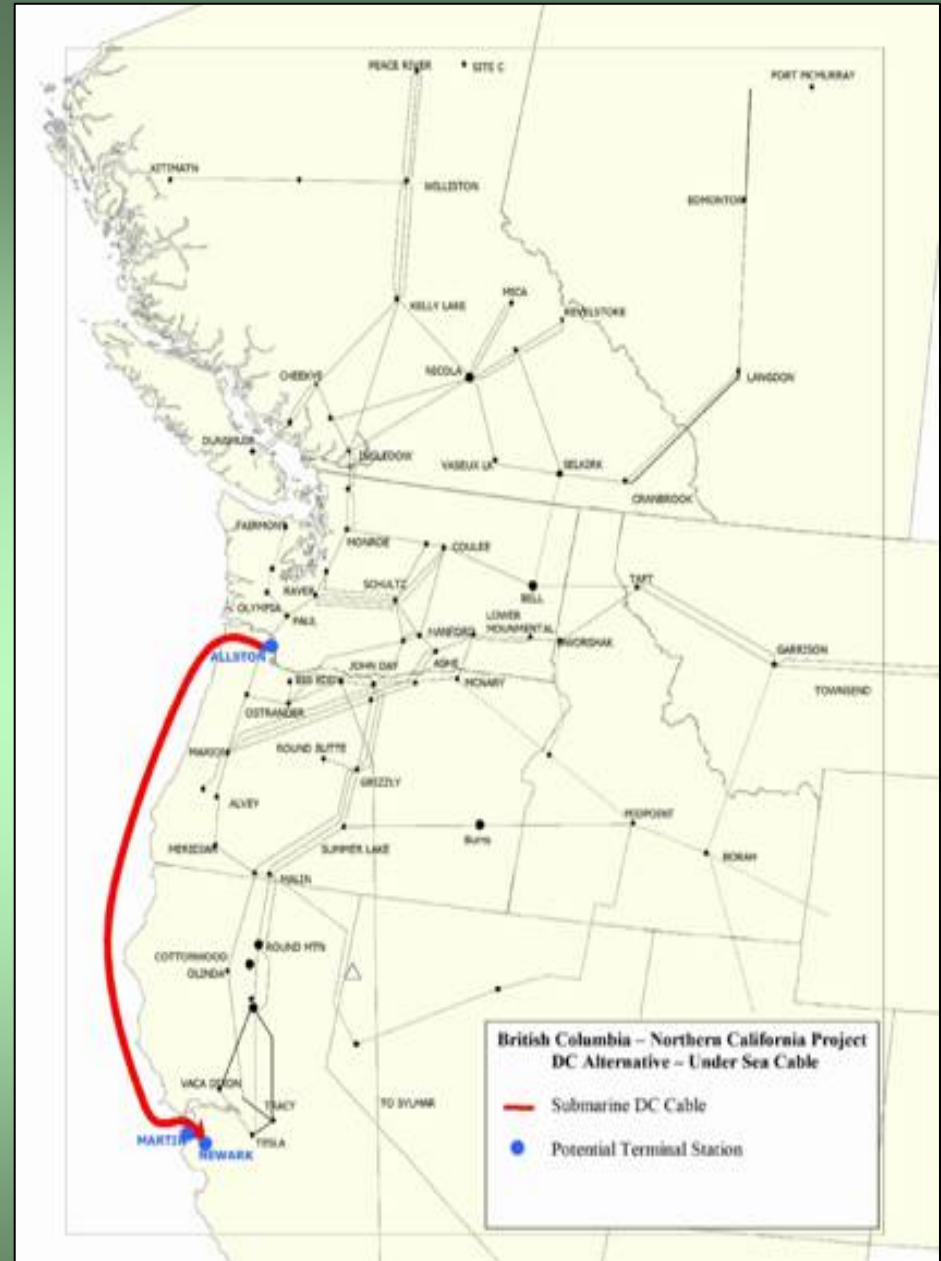 PEACE RIVER
SITE C
FORT MCMURRAY
KITIMATN
WILLISTON
EDMONTON
MICA
KELLY LAKE
REVELSTOKE
NICOLA
LANGDON
CHEEKYE
DUNSMUIR
INGLEDOW
VASEUX LK
SELKIRK
CRANBROOK
FAIRMONT
MONROE
COULEE
SCHULTZ
RAVER
TAFT
BELL
OLYMPIA
PAUL
LOWER
MOUNMENTAL
HANFORD
DWORSHAK
ALLSTON
ASHE
GARRISON
JOHN DAY
BIG EDDY
MCNARY
TOWNSEND
OSTRANDER
MARION
ROUND BUTTE
GRIZZLY
ALVEY
MIDPOINT
Burns
MERIDIAN
SUMMER LAKE
BORAH
MALIN
ROUND MTN
COTTONWOOD
OLINDA
British Columbia – Northern California Project
DC Alternative – Under Sea Cable
VACA DIXON
TRACY
TO SYLMAR
Submarine DC Cable
MARTIN
TESLA
NEWARK
Potential Terminal Station